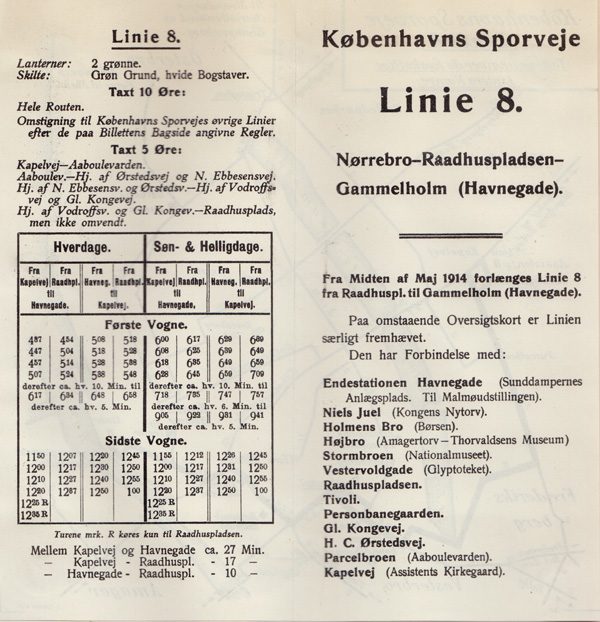 Linie 8.
Lanterner: 2 grønne.
Skilte: Grøn Grund, hvide Bogstaver.
Taxt 10 Øre:
Hele Routen.
Omstigning til Københavns Sporvejes øvrige Linier
efter de paa Billettens Bagside angivne Regler.
Taxt 5 Øre:
Kapelvej—Aaboulevarden.
Aaboulev.—Hj. af Ørstedsvej og N. Ebbesensvej.
Hj. af N. Ebbesensv. og Ørstedsv.—Hj. af Vodroffs-
vej og Gl. Kongevej.
Hj. af Vodroffsv. og Gl. Kongev.—Raadhusplads,
men ikke omvendt.
Hverdage. Søn- & Helligdage.
Fra Fra Fra Fra Fra Fra Fra Fra
Kapelvej Raadhpl. Havneg. Raadhpl. Kapelvej Raadhpl. Havneg. Raadhpl.
til til til til
Havnegade. Kapelvej. Havnegade. Kapelvej.
Første Vogne.
437 454 508 518 600 617 629 639
447 504 518 528 608 625 639 649
457 514 528 538 618 635 649 659
507 524 538 548 628 645 659 709
derefter ca. hv. 10. Min. til derefter ca. hv. 10 Min. til
617 634 648 658 718 735 747 757
derefter ca. hv. 5. Min. derefter ca. hv. 6. Min. til
905 922 931 941
derefter ca. hv. 5. Min.
Sidste Vogne.
1150 1207 1220 1245 1155 1212 1226 1245
1200 1217 1230 1250 1200 1217 1231 1250
1210 1227 1240 1255 1210 1227 1240 1255
1220 1237 1250 100 1220 1237 1250 100
1225 R 1225 R
1235 R 1235 R
Turene mrk. R køres kun til Raadhuspladsen.
Mellem Kapelvej og Havnegade ca. 27 Min.
— Kapelvej - Raadhuspl. - 17 —
— Havnegade - Raadhuspl. - 10 —
Københavns Sporveje
Linie 8.
Nørrebro—Raadhuspladsen—
Gammelholm (Havnegade).
Fra Midten af Maj 1914 forlænges Linie 8
fra Raadhuspl. til Gammelholm (Havnegade).
Paa omstaaende Oversigtskort er Linien
særligt fremhævet.
Den har Forbindelse med:
Endestationen Havnegade (Sunddampernes
Anlægsplads. Til Malmøudstillingen).
Niels Juel (Kongens Nytorv).
Holmens Bro (Børsen).
Højbro (Amagertorv—Thorvaldsens Museum)
Stormbroen (Nationalmuseet).
Vestervoldgade (Glyptoteket).
Raadhuspladsen.
Tivoli.
Personbanegaarden.
Gl. Kongevej.
H. C. Ørstedsvej.
Parcelbroen (Aaboulevarden).
Kapelvej (Assistents Kirkegaard).